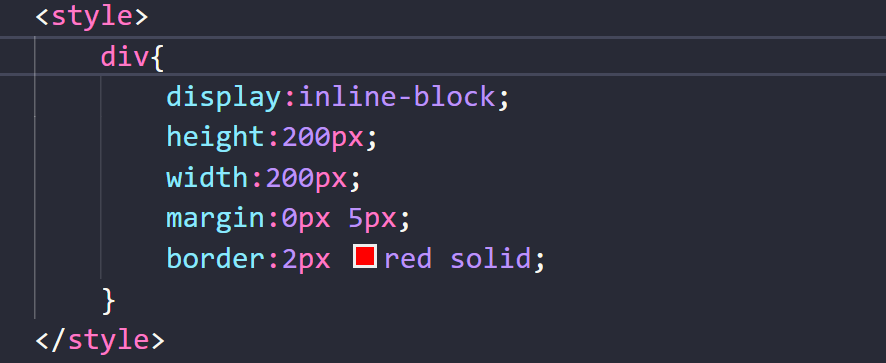 <style>
div{
display:inline-block;
height:200px;
width:200px;
margin:0px 5px;
border:2px red solid;
}
</style>